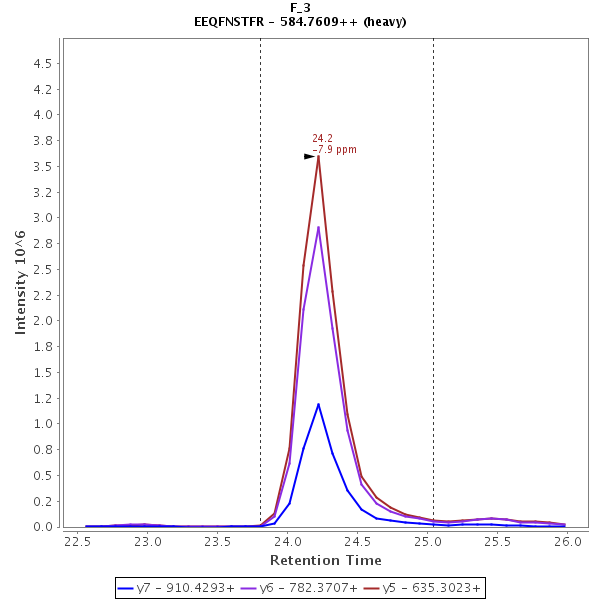 F_3
EEQFNSTFR - 584.7609++ (heavy)
4.5
4.2
4.0
3.8
3.5
3.2
3.0
2.8
2.5
2.2
2.0
1.8
1.5
1.2
1.0
0.8
0.5
0.2
0.0
Intensity 10^6
24.2
-7.9 ppm
22.5 23.0 23.5 24.0 24.5 25.0 25.5 26.0
Retention Time
y7 - 910.4293+ y6 - 782.3707+ y5 - 635.3023+